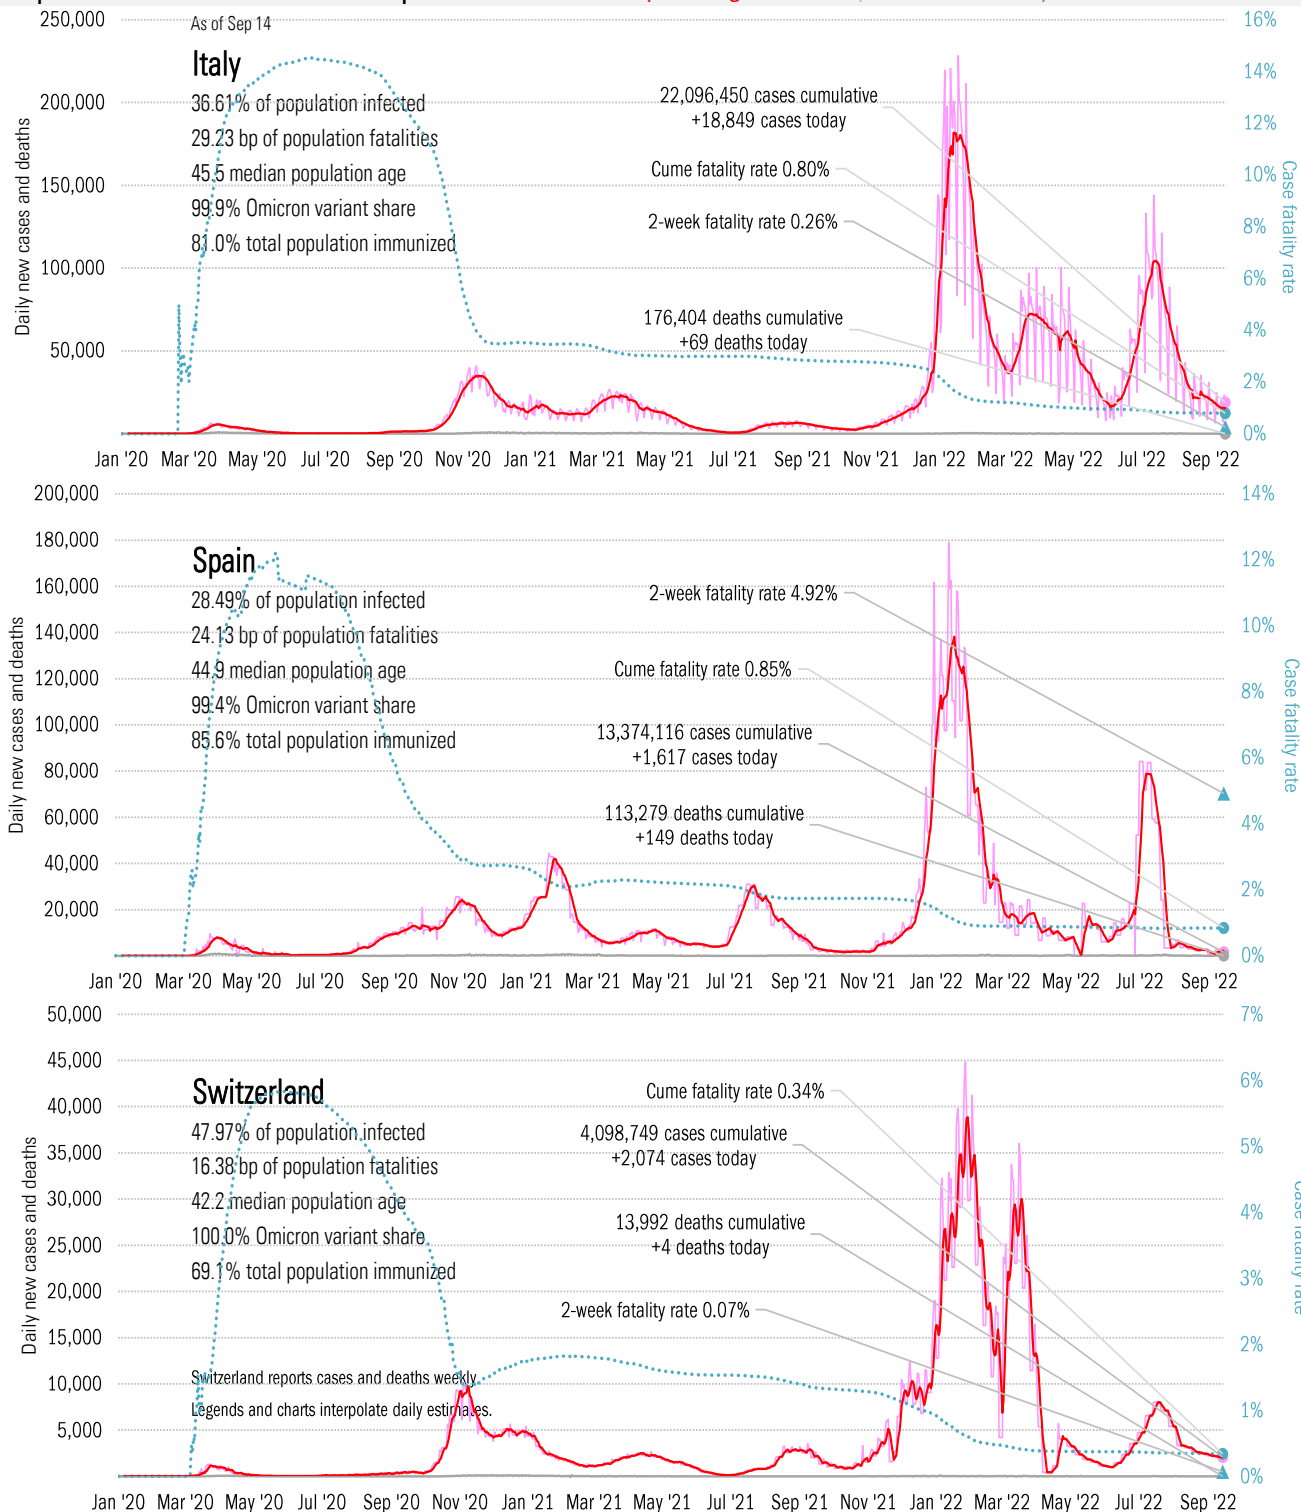 As of Sep 14
250,000
16%
Italy
14%
36.61% of population infected
200,000
22,096,450 cases cumulative
+18,849 cases today
12%
29.23 bp of population fatalities
45.5 median population age
Cume fatality rate 0.80%
150,000
10%
99.9% Omicron variant share
2-week fatality rate 0.26%
8%
81.0% total population immunized
100,000
6%
176,404 deaths cumulative
+69 deaths today
50,000
4%
2%
0%
Daily new cases and deaths
Case fatality rate
Jan '20 Mar '20 May '20 Jul '20 Sep '20 Nov '20 Jan '21 Mar '21 May '21 Jul '21 Sep '21 Nov '21 Jan '22 Mar '22 May '22 Jul '22 Sep '22
200,000
14%
180,000
Spain
12%
160,000
28.49% of population infected
2-week fatality rate 4.92%
140,000
24.13 bp of population fatalities
10%
44.9 median population age
Cume fatality rate 0.85%
120,000
99.4% Omicron variant share
8%
100,000
85.6% total population immunized
13,374,116 cases cumulative
+1,617 cases today
6%
80,000
113,279 deaths cumulative
+149 deaths today
60,000
4%
40,000
2%
20,000
0%
Daily new cases and deaths
Case fatality rate
Jan '20 Mar '20 May '20 Jul '20 Sep '20 Nov '20 Jan '21 Mar '21 May '21 Jul '21 Sep '21 Nov '21 Jan '22 Mar '22 May '22 Jul '22 Sep '22
50,000
7%
45,000
6%
Switzerland
Cume fatality rate 0.34%
40,000
47.97% of population infected
4,098,749 cases cumulative
+2,074 cases today
35,000
5%
16.38 bp of population fatalities
42.2 median population age
30,000
4%
100.0% Omicron variant share
13,992 deaths cumulative
+4 deaths today
25,000
69.1% total population immunized
3%
20,000
2-week fatality rate 0.07%
15,000
2%
Switzerland reports cases and deaths weekly.
10,000
Legends and charts interpolate daily estimates.
1%
5,000
0%
Daily new cases and deaths
Case fatality rate
Jan '20 Mar '20 May '20 Jul '20 Sep '20 Nov '20 Jan '21 Mar '21 May '21 Jul '21 Sep '21 Nov '21 Jan '22 Mar '22 May '22 Jul '22 Sep '22